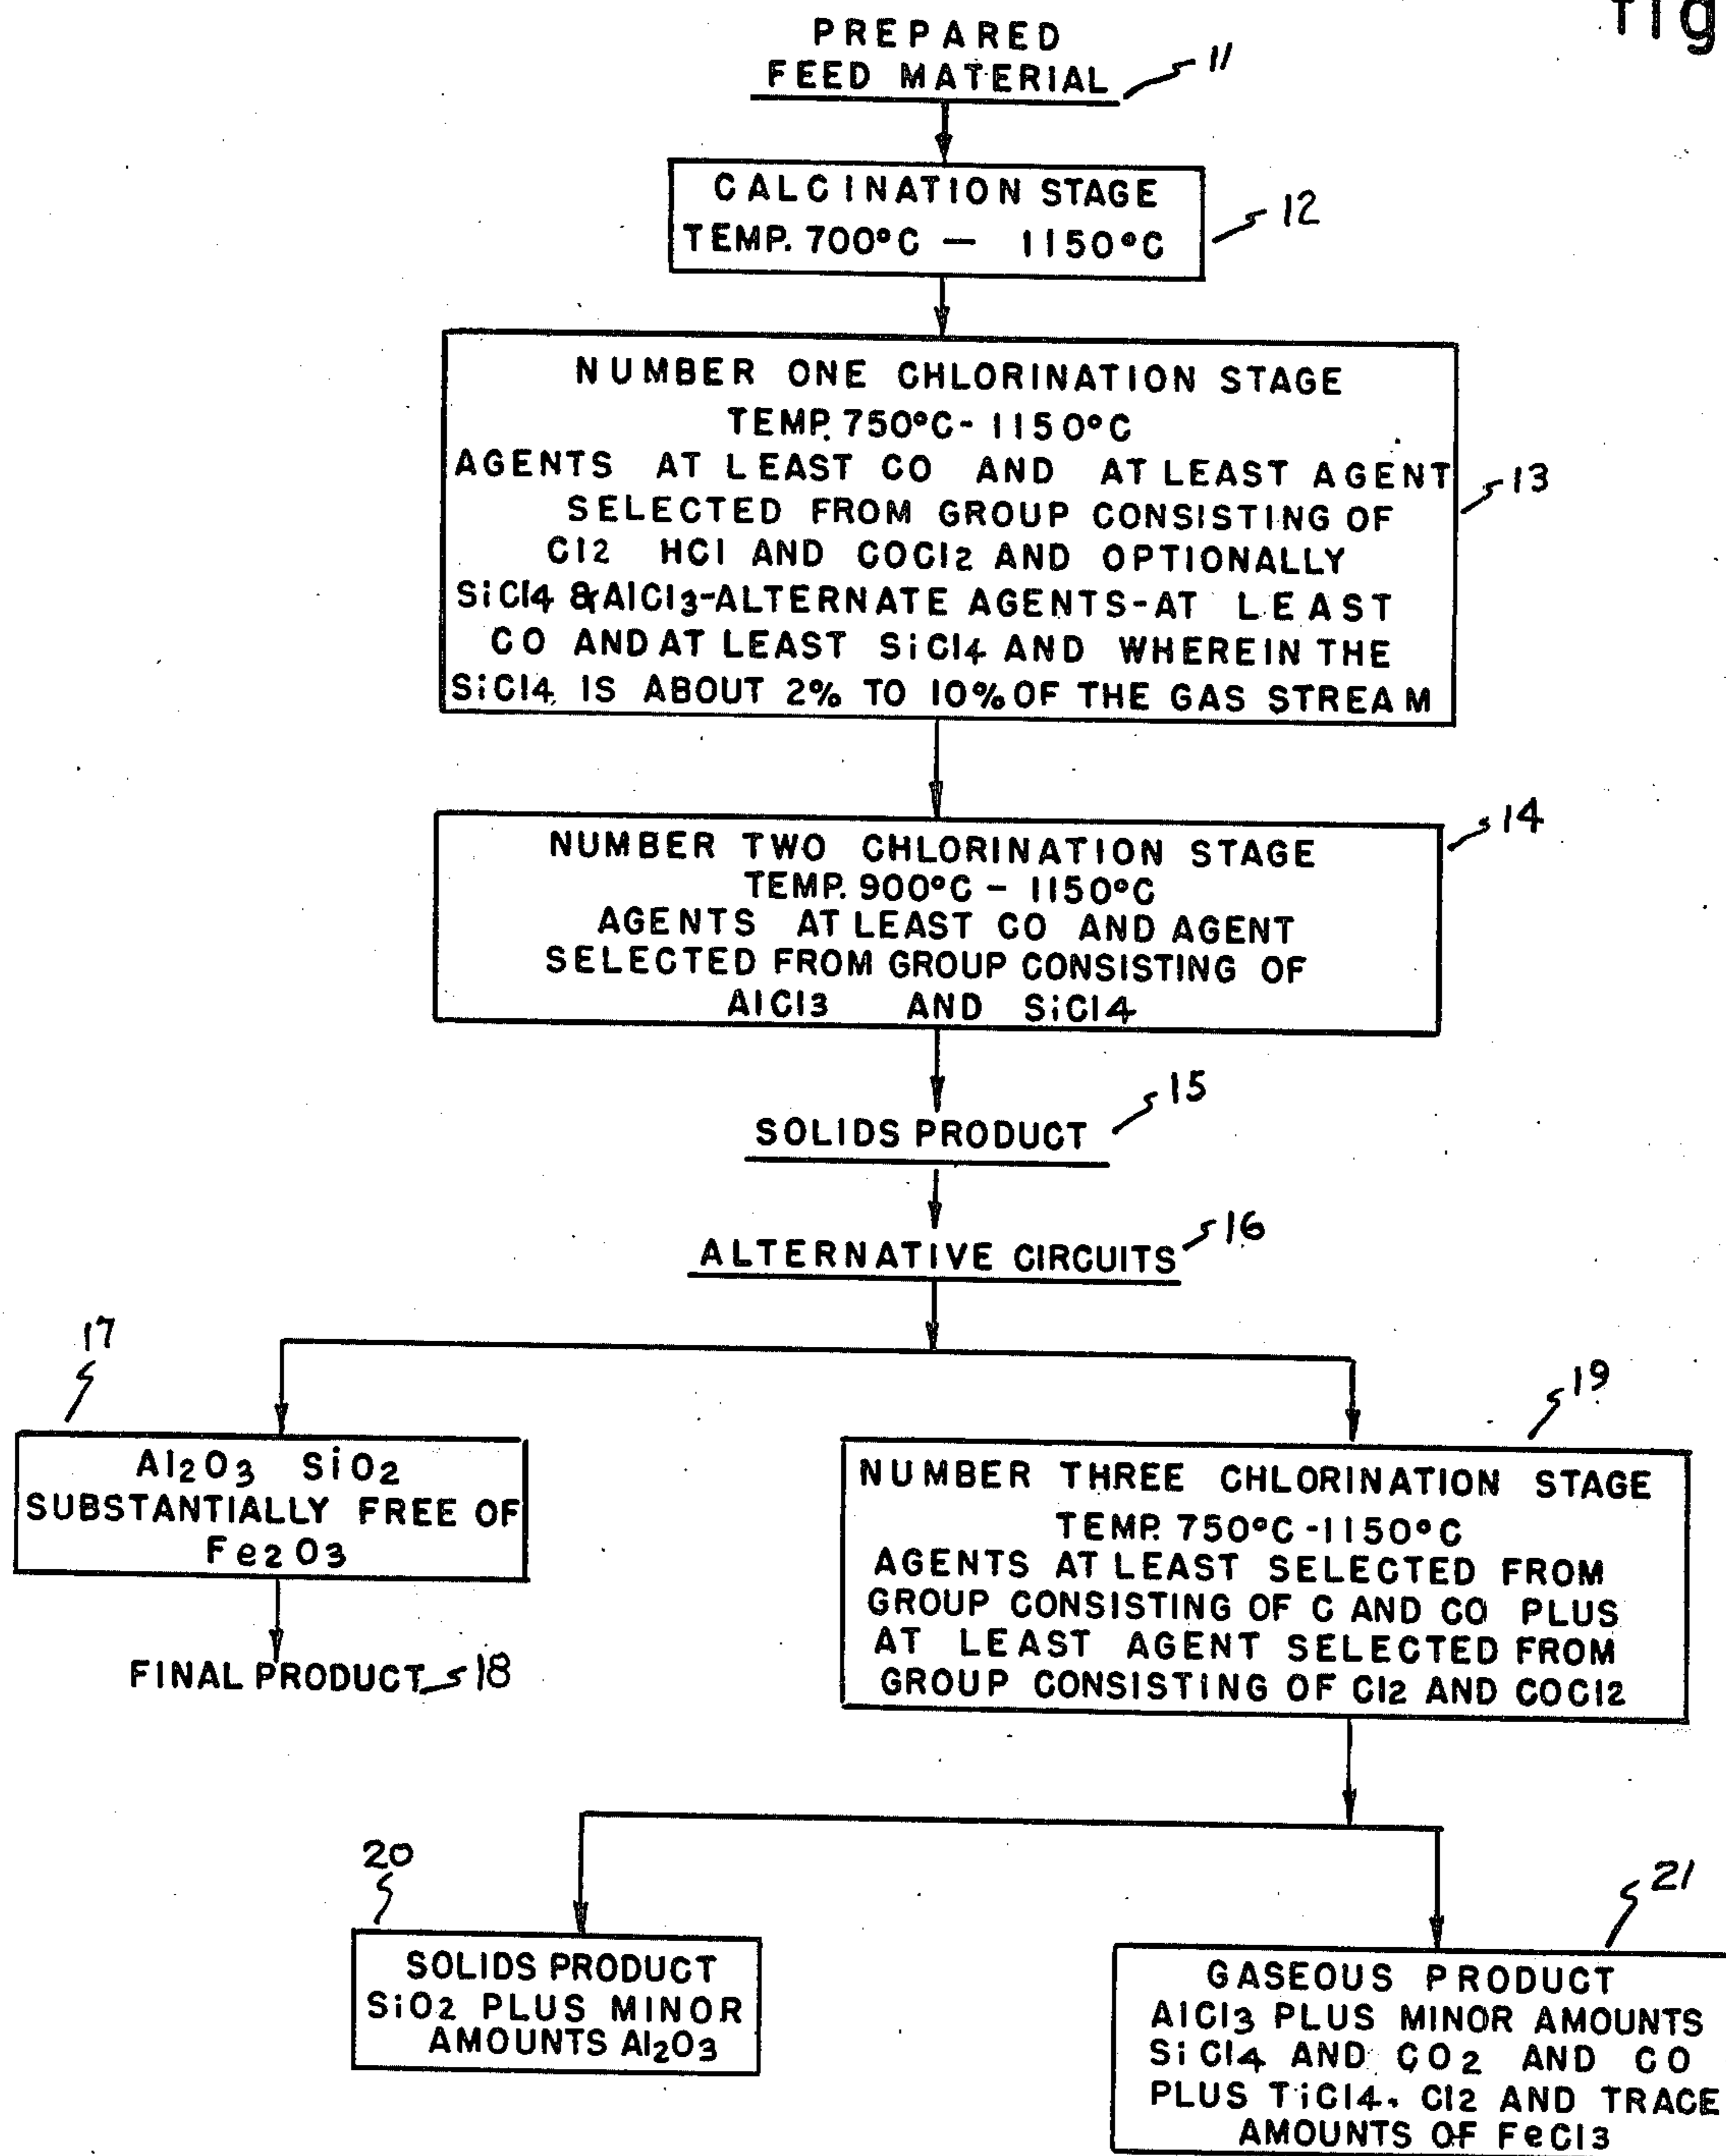 fig
PREPARED
FEED MATERIAL
11
CALCINATION STAGE
TEMP. 700°C — 1150°C
12
NUMBER ONE CHLORINATION STAGE
TEMP. 750°C- 1150°C
AGENTS AT LEAST CO AND AT LEAST AGENT
SELECTED FROM GROUP CONSISTING OF
Cl2 HCl AND COCl2 AND OPTIONALLY
SiCl4 & AlCl3-ALTERNATE AGENTS-AT LEAST
CO AND AT LEAST SiCl4 AND WHEREIN THE
SiCl4 IS ABOUT 2% TO 10% OF THE GAS STREAM
13
NUMBER TWO CHLORINATION STAGE
TEMP. 900°C - 1150°C
AGENTS AT LEAST CO AND AGENT
SELECTED FROM GROUP CONSISTING OF
AlCl3 AND SiCl4
14
SOLIDS PRODUCT
15
ALTERNATIVE CIRCUITS
16
17
Al2O3 SiO2
SUBSTANTIALLY FREE OF
Fe2O3
FINAL PRODUCT
18
19
NUMBER THREE CHLORINATION STAGE
TEMP. 750°C -1150°C
AGENTS AT LEAST SELECTED FROM
GROUP CONSISTING OF C AND CO PLUS
AT LEAST AGENT SELECTED FROM
GROUP CONSISTING OF Cl2 AND COCl2
20
SOLIDS PRODUCT
SiO2 PLUS MINOR
AMOUNTS Al2O3
21
GASEOUS PRODUCT
AlCl3 PLUS MINOR AMOUNTS
SiCl4 AND CO2 AND CO
PLUS TiCl4, Cl2 AND TRACE
AMOUNTS OF FeCl3